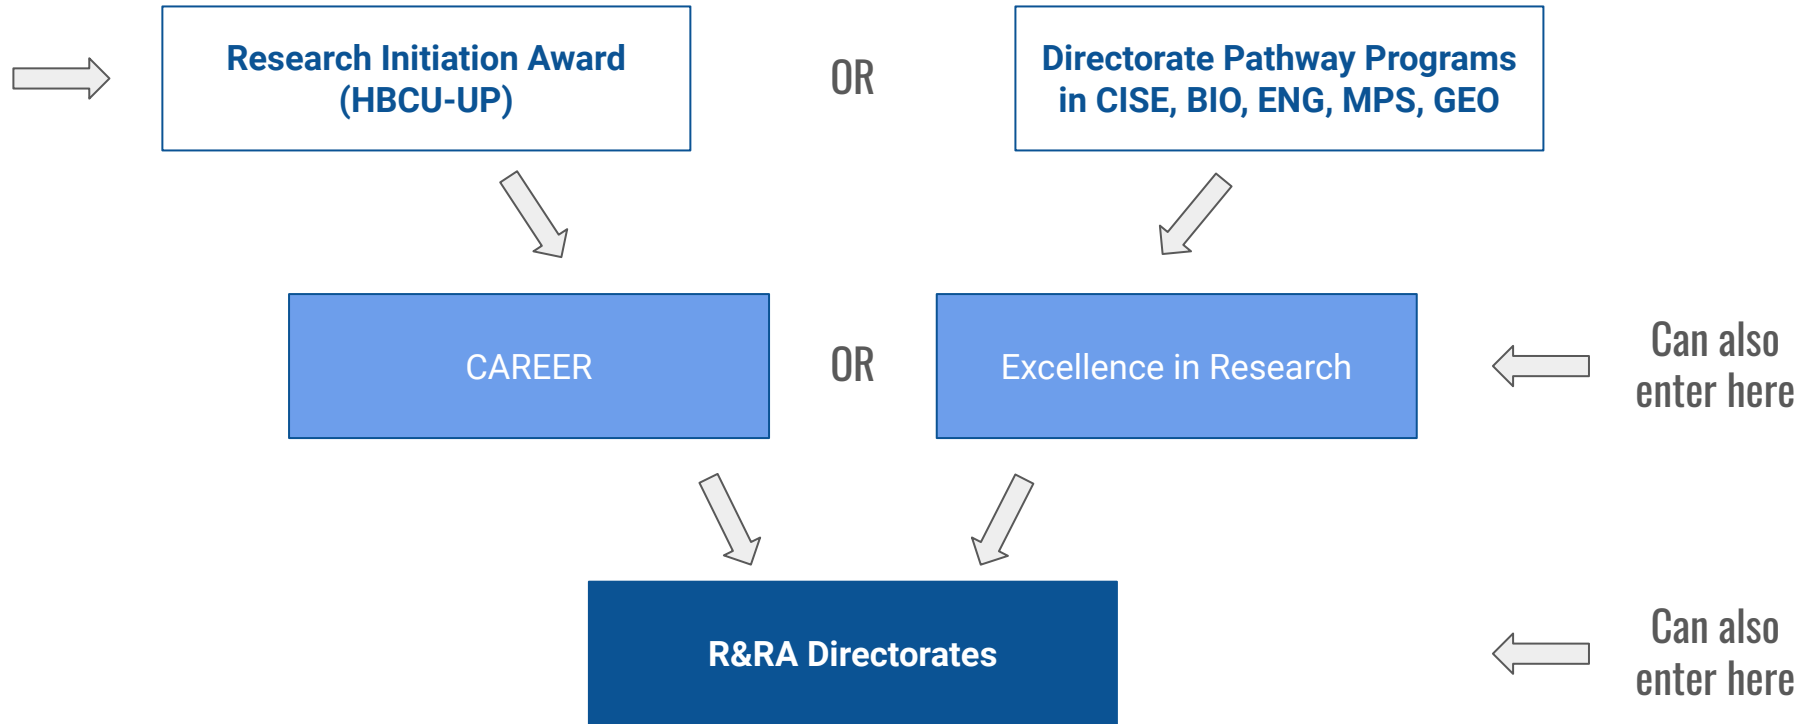 Research Initiation Award
(HBCU-UP)
OR
Directorate Pathway Programs
in CISE, BIO, ENG, MPS, GEO
CAREER
OR
Excellence in Research
Can also
enter here
R&RA Directorates
Can also
enter here